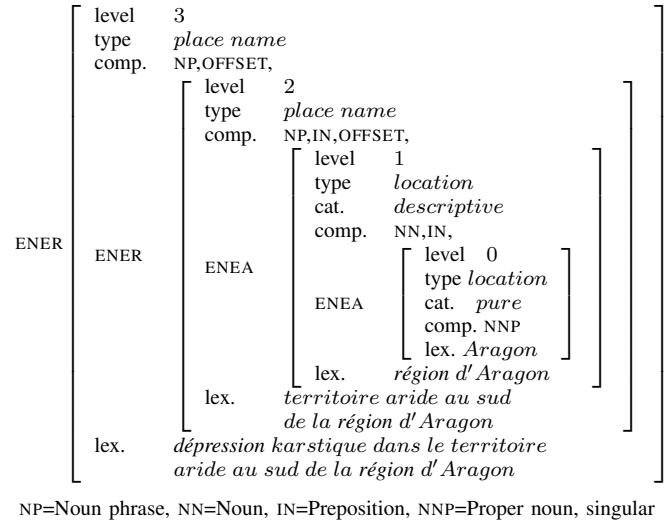 level 3
type place name
comp. NP,OFFSET,
level 2
type place name
comp. NP,IN,OFFSET,
level 1
type location
cat. descriptive
comp. NN,IN,
level 0
type location
ENER ENER ENEA ENEA cat. pure
comp. NNP
lex. Aragon
lex. région d'Aragon
lex. territoire aride au sud
de la région d'Aragon
lex. dépression karstique dans le territoire
aride au sud de la région d'Aragon
NP=Noun phrase, NN=Noun, IN=Preposition, NNP=Proper noun, singular